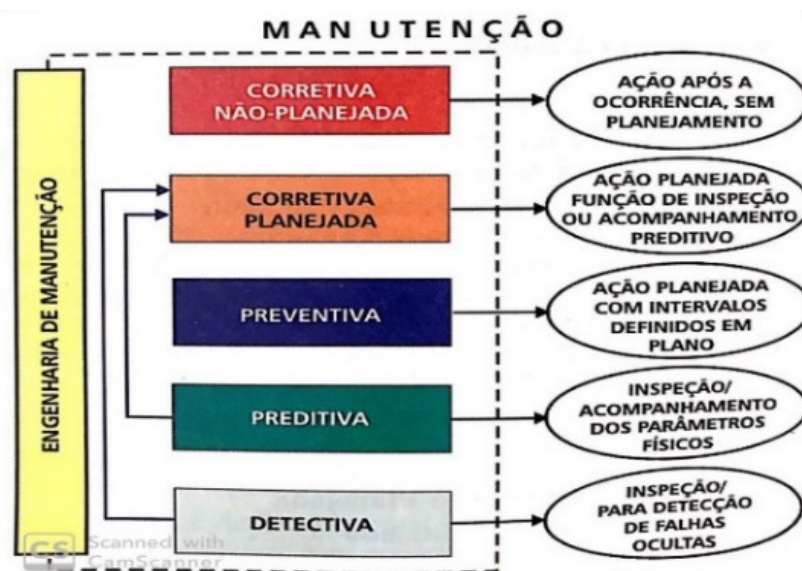 MANUTENÇÃO
ENGENHARIA DE MANUTENÇÃO
CORRETIVA
NÃO-PLANEJADA
AÇÃO APÓS A
OCORRÊNCIA, SEM
PLANEJAMENTO
CORRETIVA
PLANEJADA
AÇÃO PLANEJADA
FUNÇÃO DE INSPEÇÃO
OU ACOMPANHAMENTO
PREDITIVO
PREVENTIVA
AÇÃO PLANEJADA
COM INTERVALOS
DEFINIDOS EM
PLANO
PREDITIVA
INSPEÇÃO/
ACOMPANHAMENTO
DOS PARÂMETROS
FÍSICOS
DETECTIVA
INSPEÇÃO/
PARA DETECÇÃO
DE FALHAS
OCULTAS
CS Scanned with
CamScanner